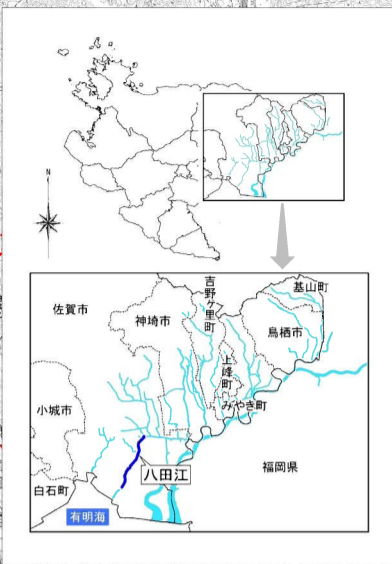 N
佐賀市
神埼市
吉野ヶ里町
基山町
鳥栖市
上峰町
みやき町
小城市
八田江
福岡県
白石町
有明海